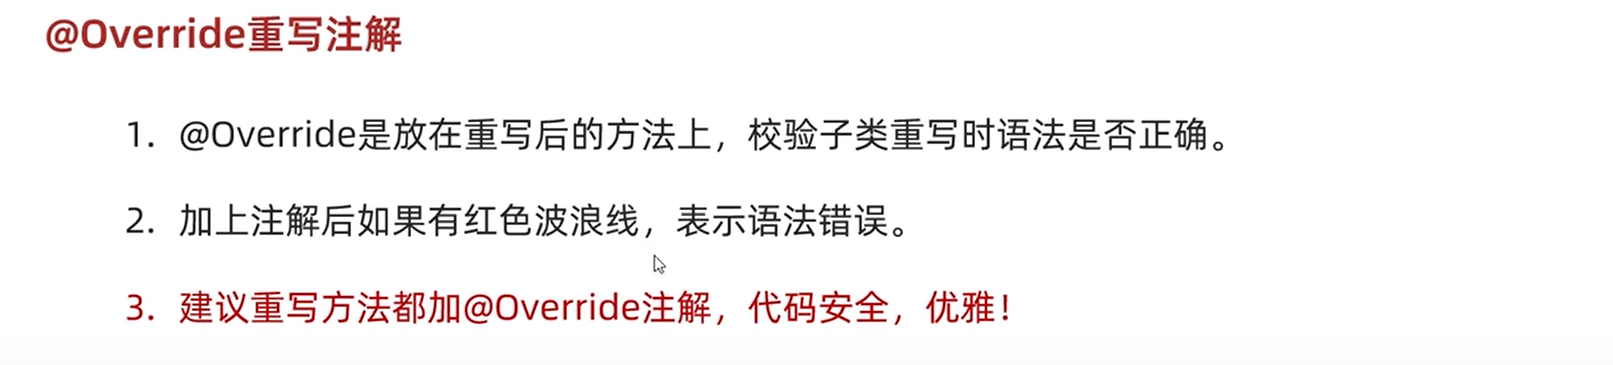 @Override重写注解
1. @Override是放在重写后的方法上，校验子类重写时语法是否正确。
2. 加上注解后如果有红色波浪线，表示语法错误。
3. 建议重写方法都加@Override注解，代码安全，优雅！